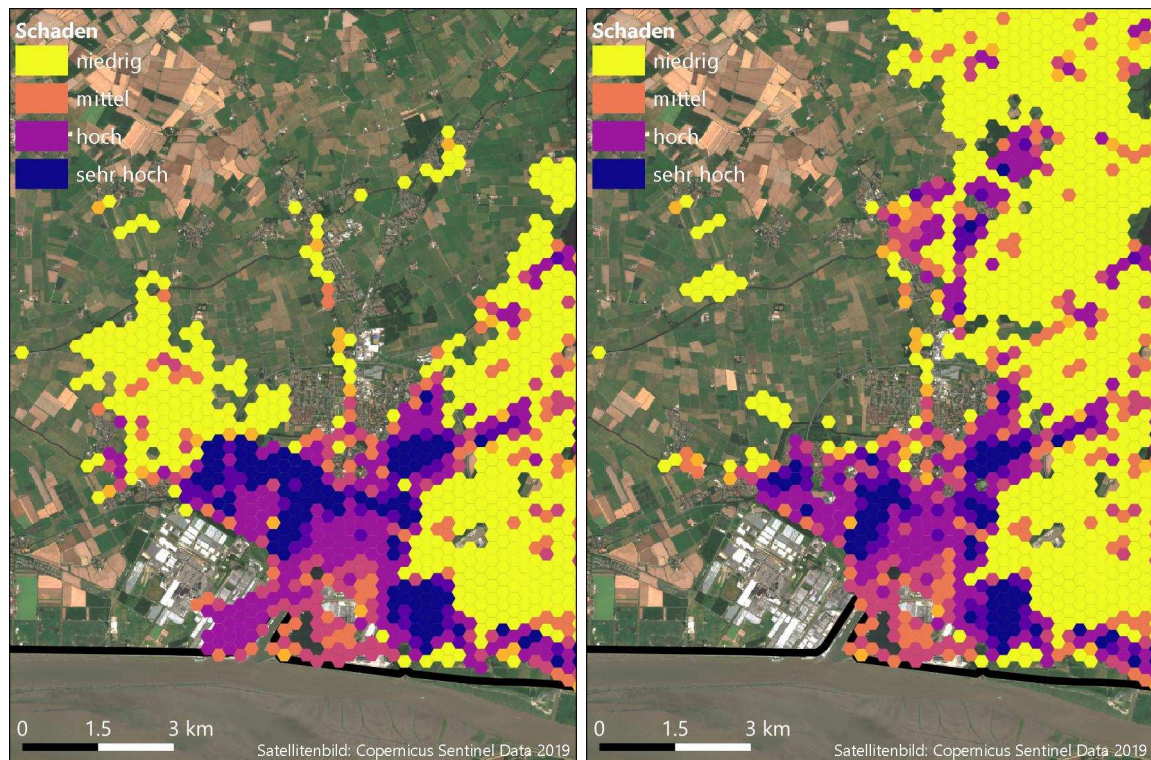 Schaden
niedrig
mittel
hoch
sehr hoch
0 1.5 3 km
Satellitenbild: Copernicus Sentinel Data 2019
Schaden
niedrig
mittel
hoch
sehr hoch
0 1.5 3 km
Satellitenbild: Copernicus Sentinel Data 2019